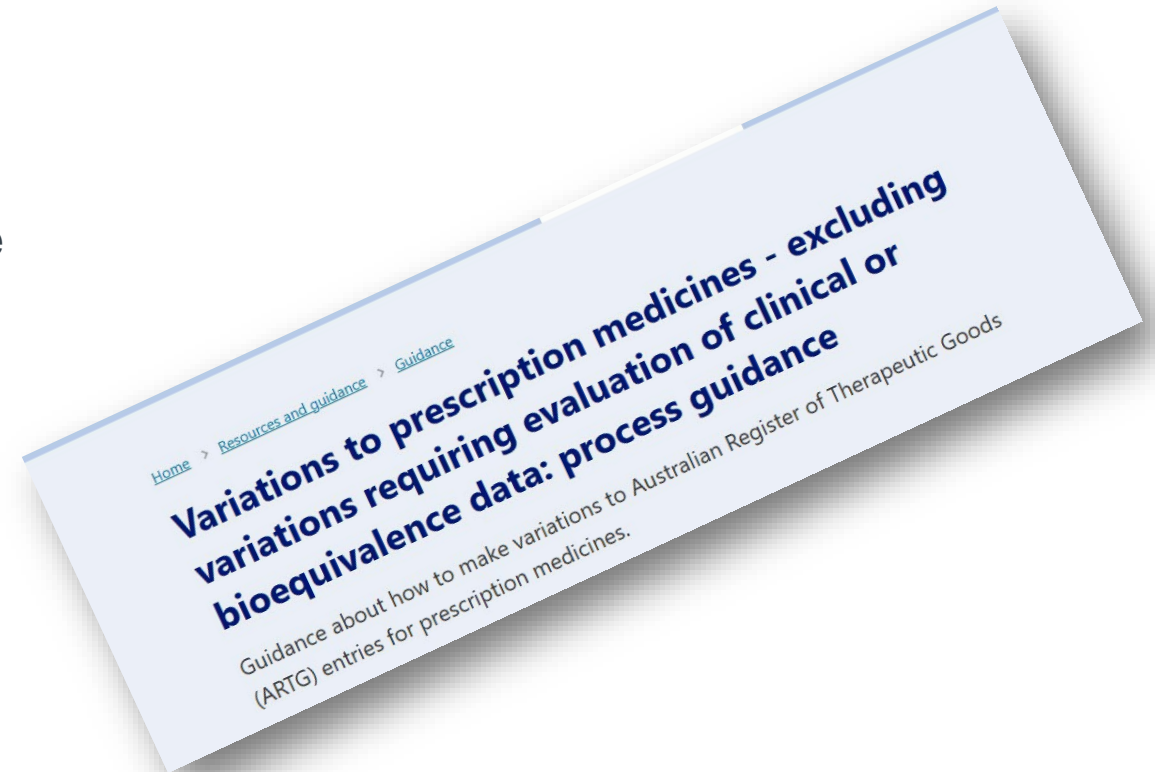 Home > Resources and guidance > Guidance
Variations to prescription medicines - excluding
variations requiring evaluation of clinical or
bioequivalence data: process guidance
Guidance about how to make variations to Australian Register of Therapeutic Goods
(ARTG) entries for prescription medicines.